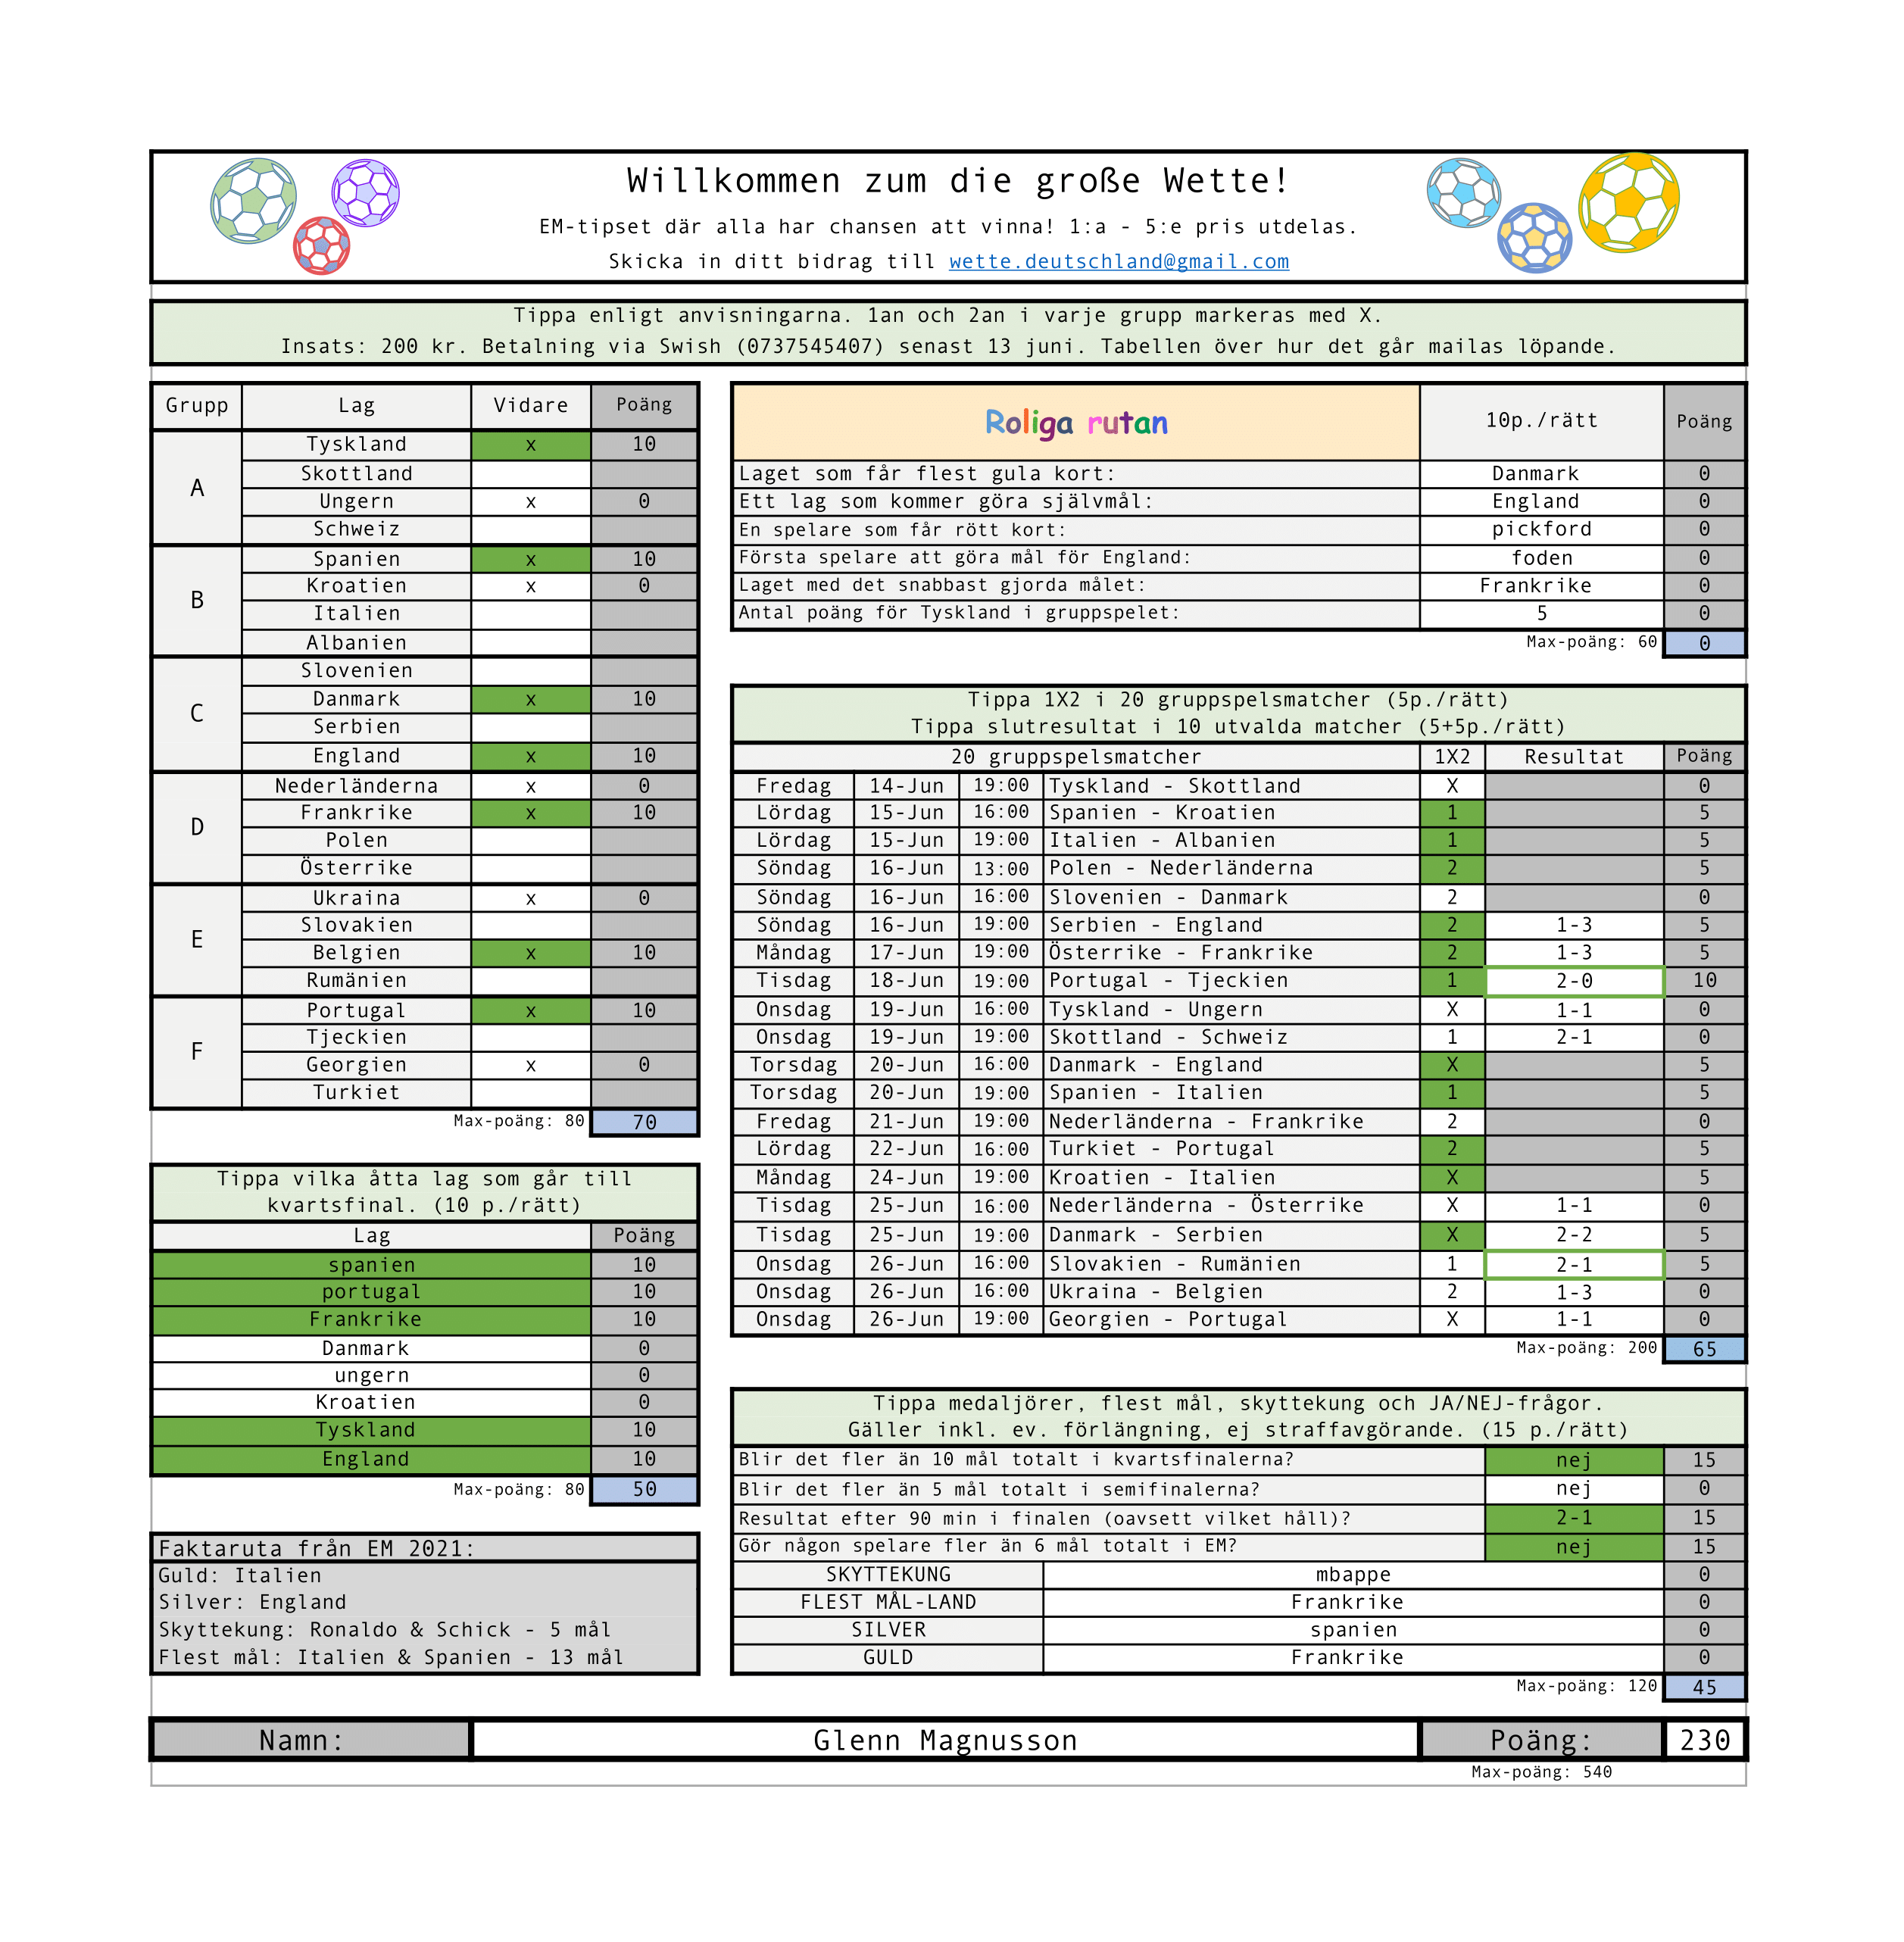 Willkommen zum die große Wette!
EM-tipset där alla har chansen att vinna! 1:a - 5:e pris utdelas.
Skicka in ditt bidrag till wette.deutschland@gmail.com
Tippa enligt anvisningarna. 1an och 2an i varje grupp markeras med X.
Insats: 200 kr. Betalning via Swish (0737545407) senast 13 juni. Tabellen över hur det går mailas löpande.
Grupp Lag Vidare Poäng
A
Tyskland x 10
Skottland
Ungern x 0
Schweiz
B
Spanien x 10
Kroatien x 0
Italien
Albanien
C
Slovenien
Danmark x 10
Serbien
England x 10
D
Nederländerna x 0
Frankrike x 10
Polen
Österrike
E
Ukraina x 0
Slovakien
Belgien x 10
Rumänien
F
Portugal x 10
Tjeckien
Georgien x 0
Turkiet
Max-poäng: 80 70
Tippa vilka åtta lag som går till
kvartsfinal. (10 p./rätt)
Lag Poäng
spanien 10
portugal 10
Frankrike 10
Danmark 0
ungern 0
Kroatien 0
Tyskland 10
England 10
Max-poäng: 80 50
Faktaruta från EM 2021:
Guld: Italien
Silver: England
Skyttekung: Ronaldo & Schick - 5 mål
Flest mål: Italien & Spanien - 13 mål
Roliga rutan 10p./rätt Poäng
Laget som får flest gula kort: Danmark 0
Ett lag som kommer göra självmål: England 0
En spelare som får rött kort: pickford 0
Första spelare att göra mål för England: foden 0
Laget med det snabbast gjorda målet: Frankrike 0
Antal poäng för Tyskland i gruppspelet: 5 0
Max-poäng: 60 0
Tippa 1X2 i 20 gruppspelsmatcher (5p./rätt)
Tippa slutresultat i 10 utvalda matcher (5+5p./rätt)
20 gruppspelsmatcher 1X2 Resultat Poäng
Fredag 14-Jun 19:00 Tyskland - Skottland X 0
Lördag 15-Jun 16:00 Spanien - Kroatien 1 5
Lördag 15-Jun 19:00 Italien - Albanien 1 5
Söndag 16-Jun 13:00 Polen - Nederländerna 2 5
Söndag 16-Jun 16:00 Slovenien - Danmark 2 0
Söndag 16-Jun 19:00 Serbien - England 2 1-3 5
Måndag 17-Jun 19:00 Österrike - Frankrike 2 1-3 5
Tisdag 18-Jun 19:00 Portugal - Tjeckien 1 2-0 10
Onsdag 19-Jun 16:00 Tyskland - Ungern X 1-1 0
Onsdag 19-Jun 19:00 Skottland - Schweiz 1 2-1 0
Torsdag 20-Jun 16:00 Danmark - England X 5
Torsdag 20-Jun 19:00 Spanien - Italien 1 5
Fredag 21-Jun 19:00 Nederländerna - Frankrike 2 0
Lördag 22-Jun 16:00 Turkiet - Portugal 2 5
Måndag 24-Jun 19:00 Kroatien - Italien X 5
Tisdag 25-Jun 16:00 Nederländerna - Österrike X 1-1 0
Tisdag 25-Jun 19:00 Danmark - Serbien X 2-2 5
Onsdag 26-Jun 16:00 Slovakien - Rumänien 1 2-1 5
Onsdag 26-Jun 16:00 Ukraina - Belgien 2 1-3 0
Onsdag 26-Jun 19:00 Georgien - Portugal X 1-1 0
Max-poäng: 200 65
Tippa medaljörer, flest mål, skyttekung och JA/NEJ-frågor.
Gäller inkl. ev. förlängning, ej straffavgörande. (15 p./rätt)
Blir det fler än 10 mål totalt i kvartsfinalerna? nej 15
Blir det fler än 5 mål totalt i semifinalerna? nej 0
Resultat efter 90 min i finalen (oavsett vilket håll)? 2-1 15
Gör någon spelare fler än 6 mål totalt i EM? nej 15
SKYTTEKUNG mbappe 0
FLEST MÅL-LAND Frankrike 0
SILVER spanien 0
GULD Frankrike 0
Max-poäng: 120 45
Namn: Glenn Magnusson Poäng: 230
Max-poäng: 540